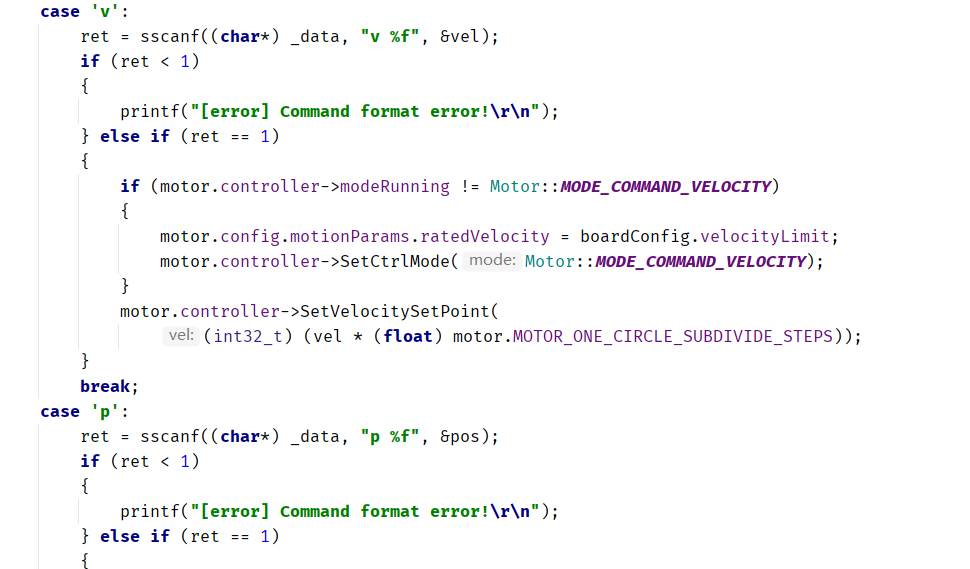 case 'v':
    ret = sscanf((char*) _data, "v %f", &vel);
    if (ret < 1)
    {
        printf("[error] Command format error!\r\n");
    } else if (ret == 1)
    {
        if (motor.controller->modeRunning != Motor::MODE_COMMAND_VELOCITY)
        {
            motor.config.motionParams.ratedVelocity = boardConfig.velocityLimit;
            motor.controller->SetCtrlMode( mode: Motor::MODE_COMMAND_VELOCITY);
        }
        motor.controller->SetVelocitySetPoint(
            vel: (int32_t) (vel * (float) motor.MOTOR_ONE_CIRCLE_SUBDIVIDE_STEPS));
    }
    break;
case 'p':
    ret = sscanf((char*) _data, "p %f", &pos);
    if (ret < 1)
    {
        printf("[error] Command format error!\r\n");
    } else if (ret == 1)
    {